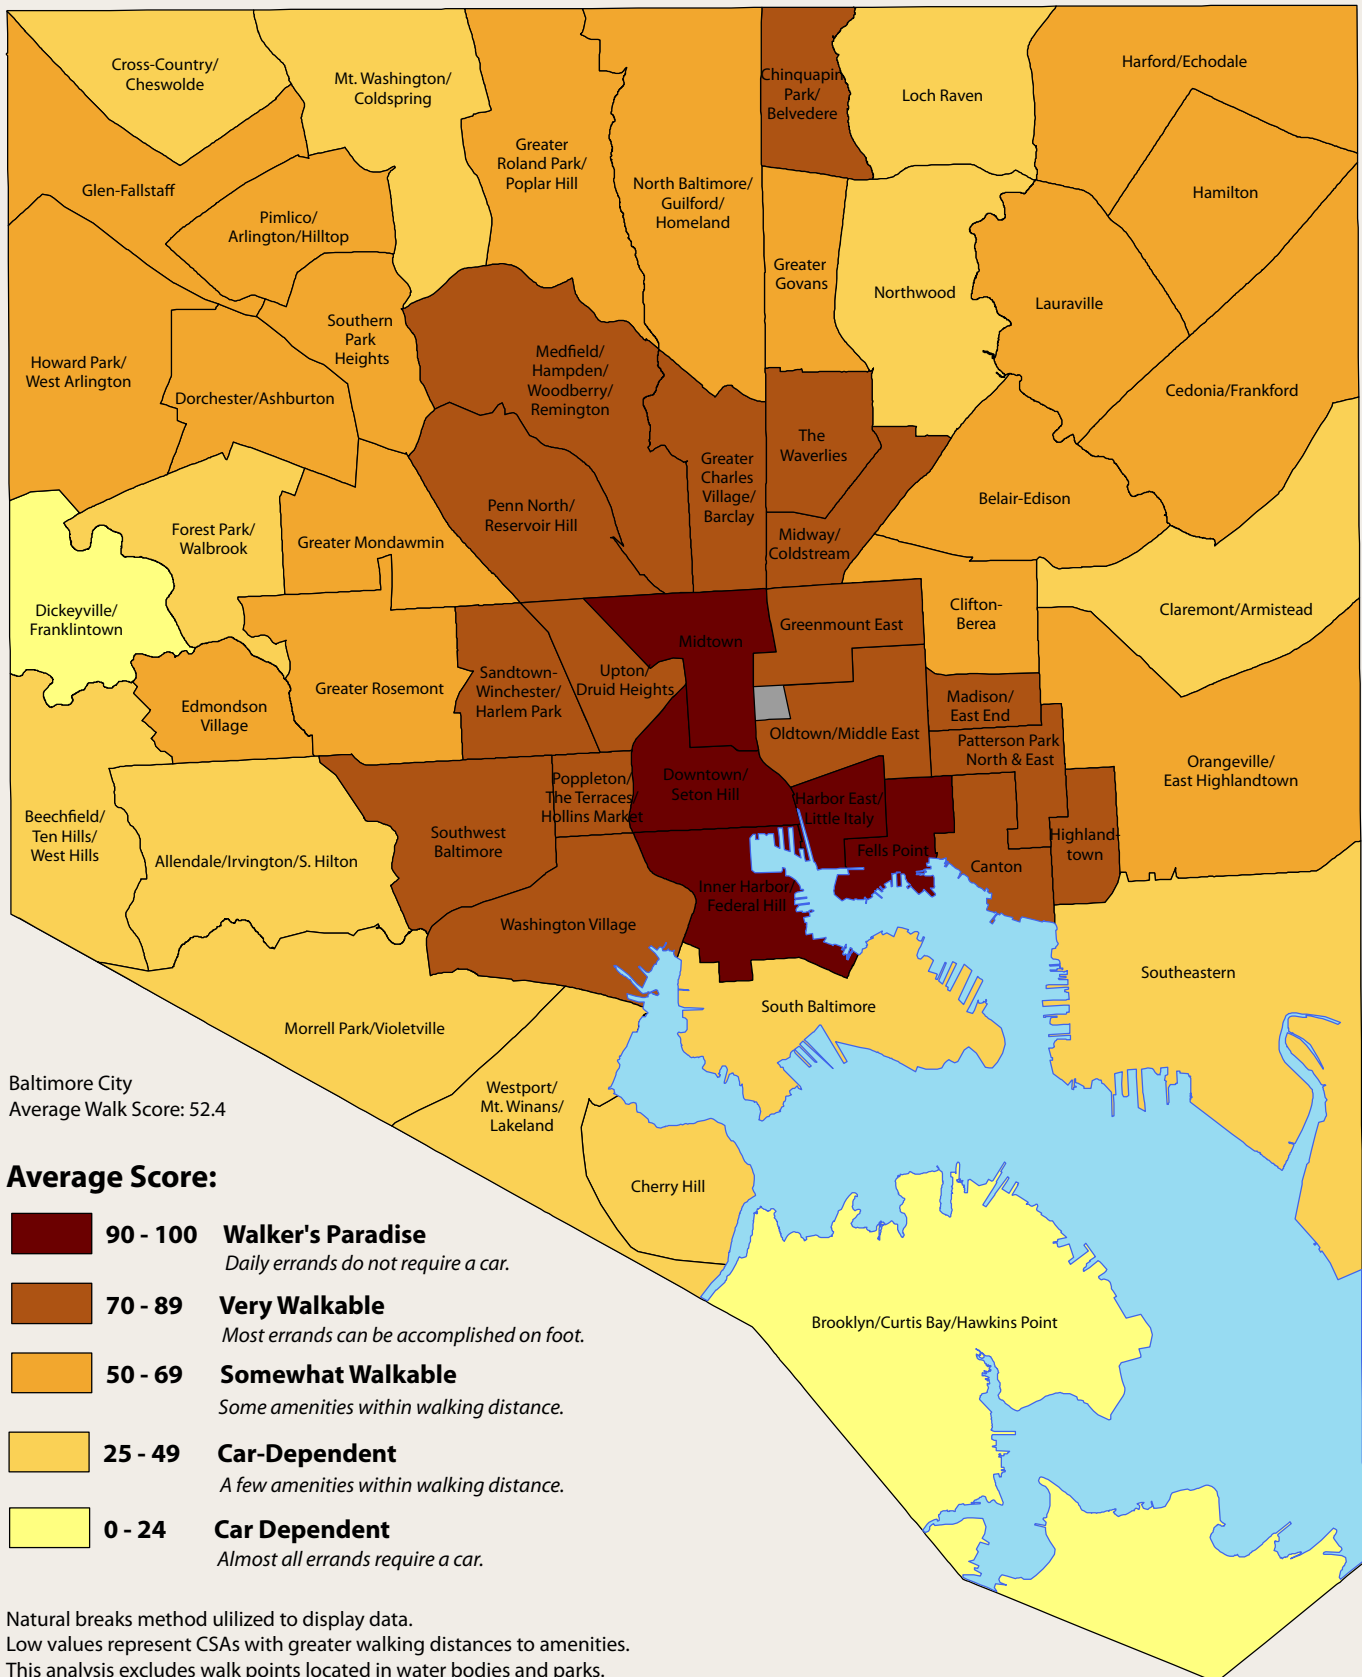 Cross-Country/
Cheswolde
Mt. Washington/
Coldspring
Greater
Roland Park/
Poplar Hill
North Baltimore/
Guilford/
Homeland
Chinquapin
Park/
Belvedere
Loch Raven
Harford/Echodale
Hamilton
Glen-Fallstaff
Pimlico/
Arlington/Hilltop
Greater
Govans
Northwood
Lauraville
Southern
Park
Heights
Howard Park/
West Arlington
Dorchester/Ashburton
Medfield/
Hampden/
Woodberry/
Remington
Cedonia/Frankford
The
Waverlies
Greater
Charles
Village/
Barclay
Belair-Edison
Penn North/
Reservoir Hill
Forest Park/
Walbrook
Greater Mondawmin
Midway/
Coldstream
Dickeyville/
Franklintown
Clifton-
Berea
Claremont/Armistead
Greenmount East
Midtown
Upton/
Druid Heights
Sandtown-
Winchester/
Harlem Park
Greater Rosemont
Edmondson
Village
Madison/
East End
Oldtown/Middle East
Patterson Park
North & East
Orangeville/
East Highlandtown
Downtown/
Seton Hill
Poppleton/
The Terraces/
Hollins Market
Harbor East/
Little Italy
Beechfield/
Ten Hills/
West Hills
Allendale/Irvington/S. Hilton
Southwest
Baltimore
Fells Point
Canton
Highland-
town
Inner Harbor/
Federal Hill
Washington Village
Southeastern
South Baltimore
Morrell Park/Violetville
Westport/
Mt. Winans/
Lakeland
Cherry Hill
Brooklyn/Curtis Bay/Hawkins Point
Baltimore City
Average Walk Score: 52.4
Average Score:
90 - 100 Walker's Paradise
Daily errands do not require a car.
70 - 89 Very Walkable
Most errands can be accomplished on foot.
50 - 69 Somewhat Walkable
Some amenities within walking distance.
25 - 49 Car-Dependent
A few amenities within walking distance.
0 - 24 Car Dependent
Almost all errands require a car.
Natural breaks method ulilized to display data.
Low values represent CSAs with greater walking distances to amenities.
This analysis excludes walk points located in water bodies and parks.